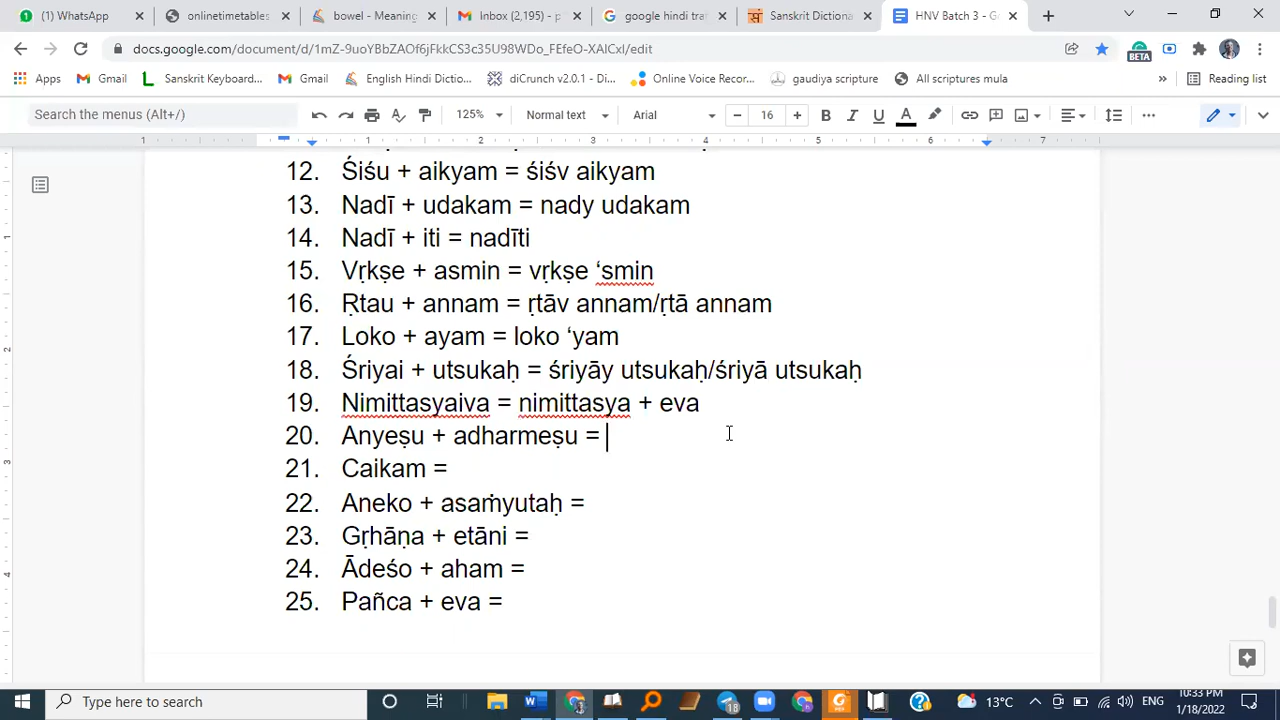 WhatsApp
onlinetimetables
bowel - Meaning
Inbox (2,195) - p
google hindi tra
Sanskrit Dictiona
HNV Batch 3 - G
docs.google.com/document/d/1mZ-9uoYBbZAOf6jFkkCS3c35U98WDo_EEfeO-XAlCxI/edit
BETA
Apps
Gmail
Sanskrit Keyboard...
Gmail
English Hindi Dictio...
diCrunch v2.0.1 - Di...
Online Voice Recor...
gaudiya scripture
All scriptures mula
»
Reading list
Search the menus (Alt+/)
125%
Normal text
Arial
16
12. Śiśu + aikyam = śiśv aikyam
13. Nadī + udakam = nady udakam
14. Nadī + iti = nadīti
15. Vṛkṣe + asmin = vṛkṣe ‘smin
16. Ṛtau + annam = ṛtāv annam/ṛtā annam
17. Loko + ayam = loko ‘yam
18. Śriyai + utsukaḥ = śriyāy utsukaḥ/śriyā utsukaḥ
19. Nimittasyaiva = nimittasya + eva
20. Anyeṣu + adharmeṣu =
21. Caikam =
22. Aneko + asaṁyutaḥ =
23. Gṛhāṇa + etāni =
24. Ādeśo + aham =
25. Pañca + eva =
Type here to search
18
13°C
ENG
10:33 PM
1/18/2022